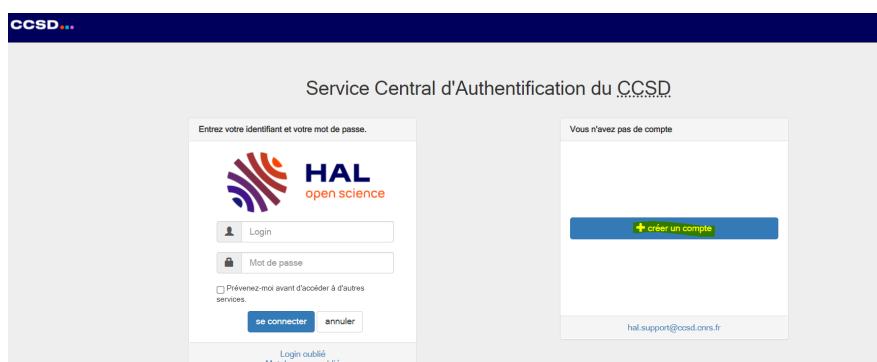 CCSD...
Service Central d'Authentification du CCSD
Entrez votre identifiant et votre mot de passe.
HAL
open science
Login
Mot de passe
Prévenez-moi avant d'accéder à d'autres
services.
se connecter annuler
Login oublié
Vous n'avez pas de compte
+ créer un compte
hal.support@ccsd.cnrs.fr